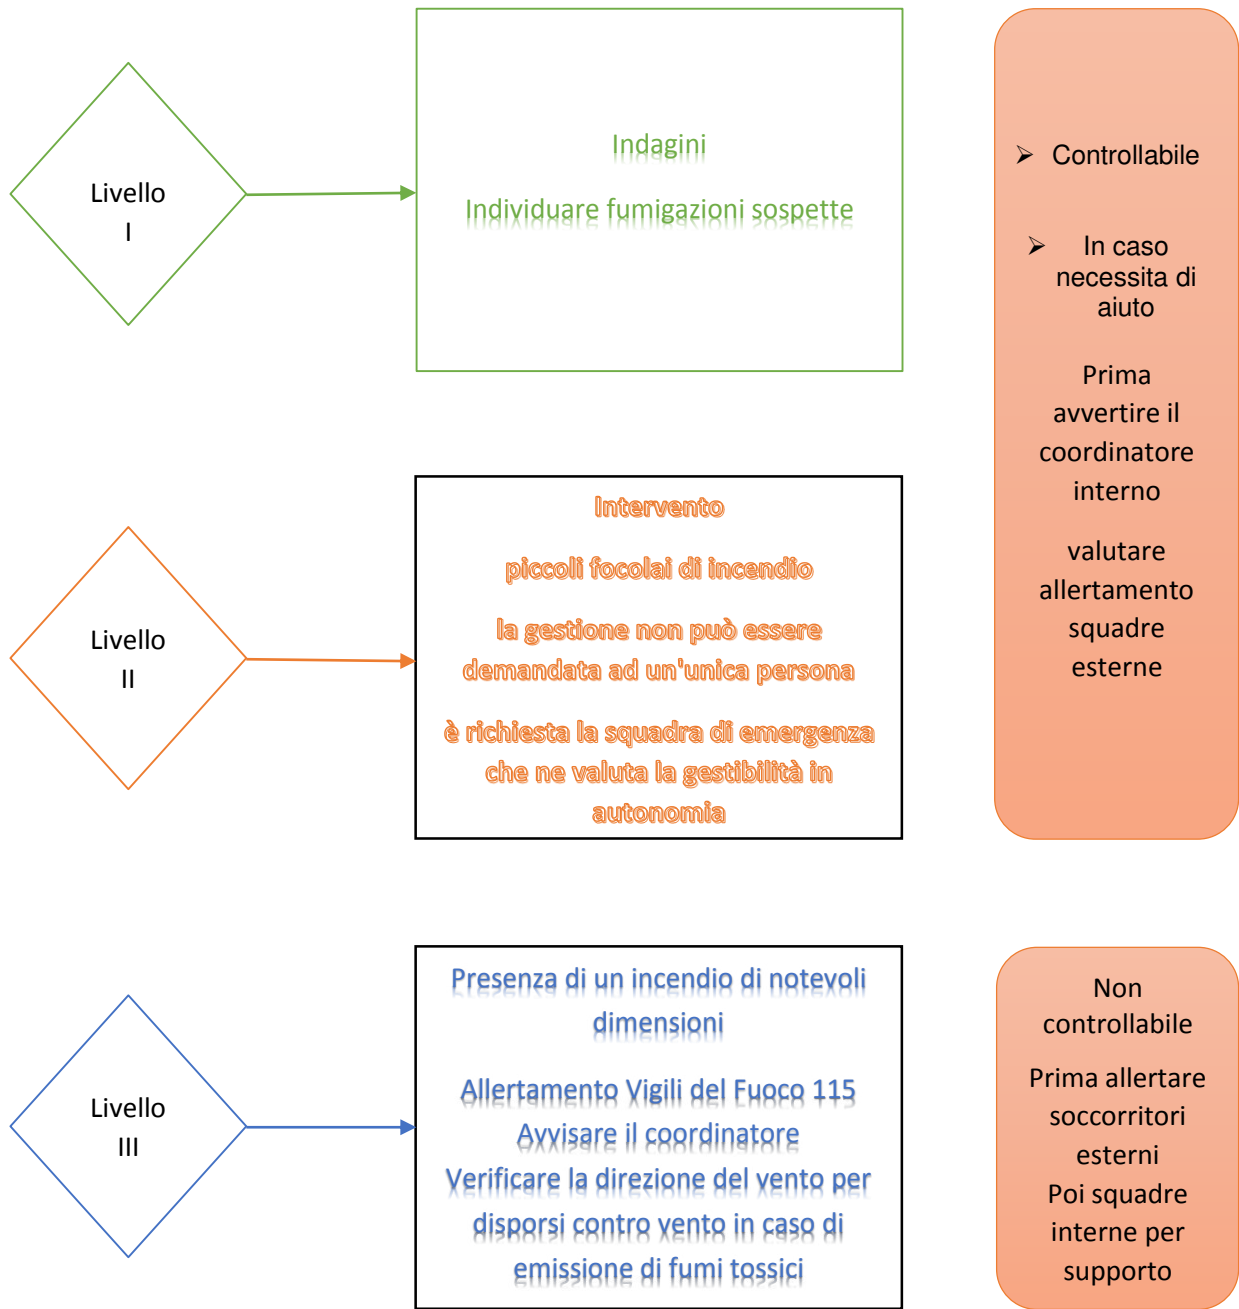 Livello
I
Indagini
Individuare fumigazioni sospette
➢ Controllabile
➢ In caso
necessita di
aiuto
Prima
avvertire il
coordinatore
interno
valutare
allertamento
squadre
esterne
Livello
II
Intervento
piccoli focolai di incendio
la gestione non può essere
demandata ad un'unica persona
è richiesta la squadra di emergenza
che ne valuta la gestibilità in
autonomia
Livello
III
Presenza di un incendio di notevoli
dimensioni
Allertamento Vigili del Fuoco 115
Avvisare il coordinatore
Verificare la direzione del vento per
disporsi contro vento in caso di
emissione di fumi tossici
Non
controllabile
Prima allertare
soccorritori
esterni
Poi squadre
interne per
supporto